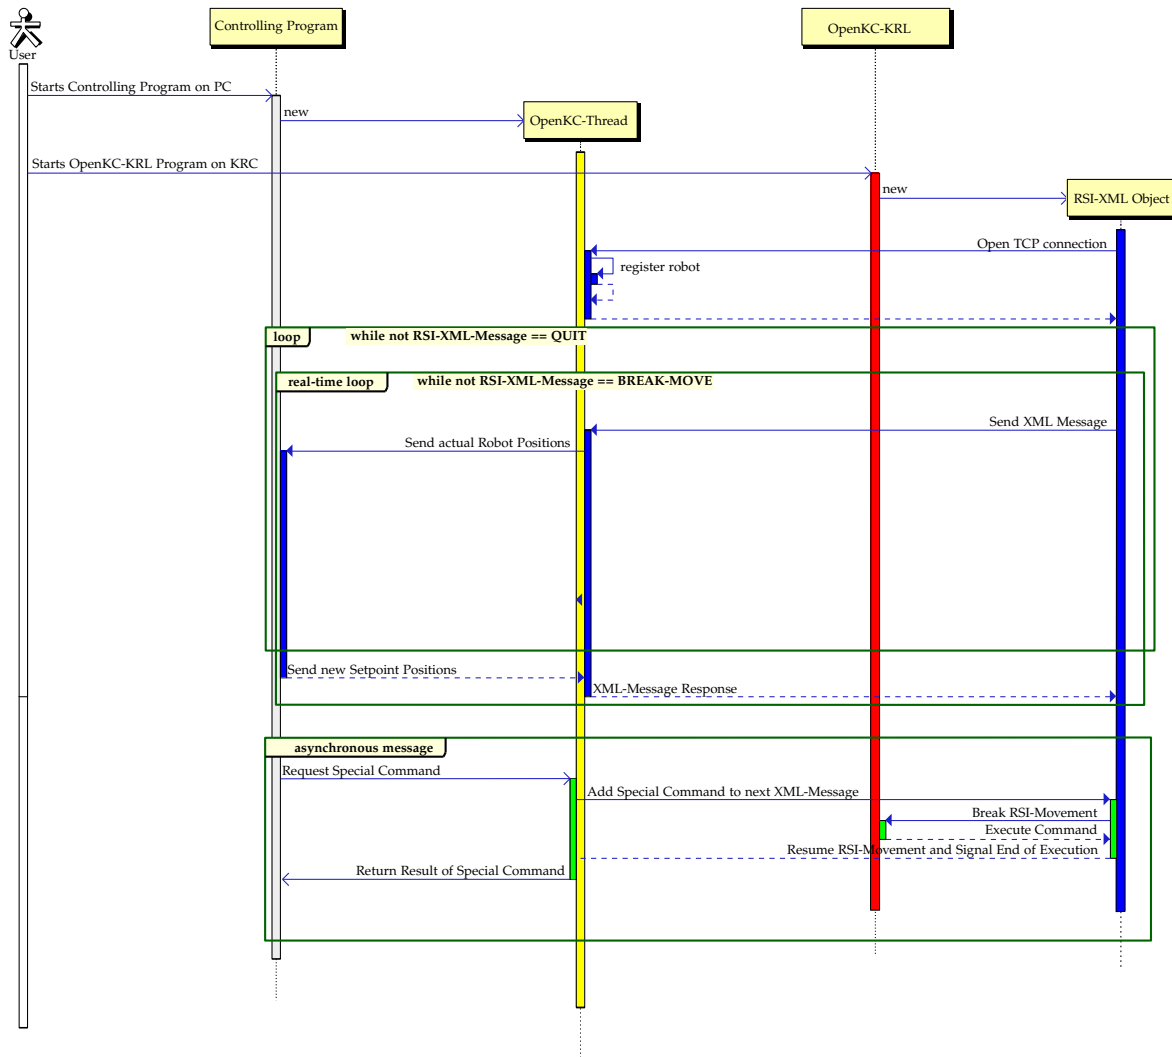 Controlling Program
OpenKC-KRL
User
Starts Controlling Program on PC
new
OpenKC-Thread
Starts OpenKC-KRL Program on KRC
new
RSI-XML Object
Open TCP connection
register robot
loop
while not RSI-XML-Message == QUIT
real-time loop
while not RSI-XML-Message == BREAK-MOVE
Send XML Message
Send actual Robot Positions
Send new Setpoint Positions
XML-Message Response
asynchronous message
Request Special Command
Add Special Command to next XML-Message
Break RSI-Movement
Execute Command
Resume RSI-Movement and Signal End of Execution
Return Result of Special Command